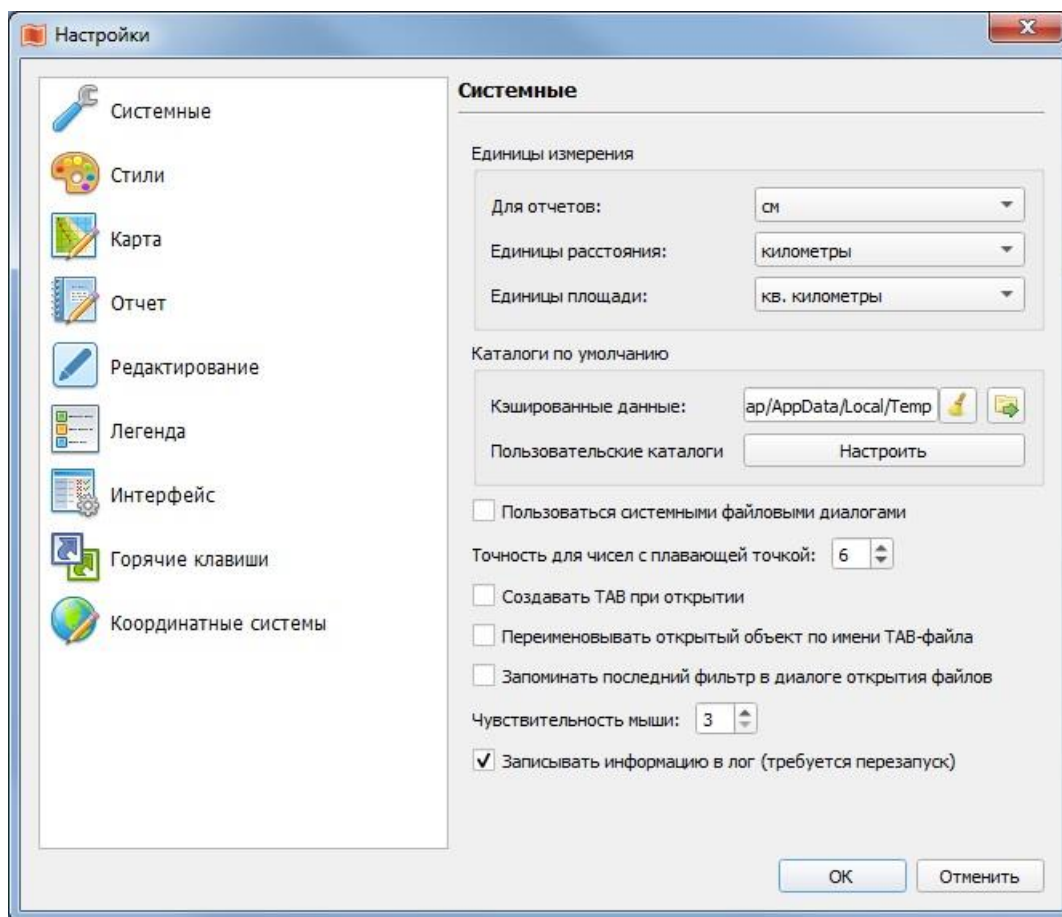 Настройки
Системные
Стили
Карта
Отчет
Редактирование
Легенда
Интерфейс
Горячие клавиши
Координатные системы
Системные
Единицы измерения
Для отчетов: см
Единицы расстояния: километры
Единицы площади: кв. километры
Каталоги по умолчанию
Кэшированные данные: ap/AppData/Local/Temp
Пользовательские каталоги Настроить
Пользоваться системными файловыми диалогами
Точность для чисел с плавающей точкой: 6
Создавать TAB при открытии
Переименовывать открытый объект по имени TAB-файла
Запоминать последний фильтр в диалоге открытия файлов
Чувствительность мыши: 3
Записывать информацию в лог (требуется перезапуск)
ОК Отменить